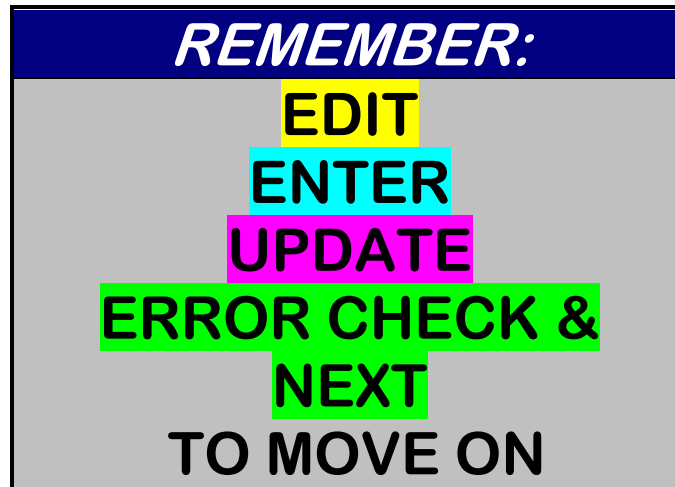 REMEMBER:
EDIT
ENTER
UPDATE
ERROR CHECK &
NEXT
TO MOVE ON